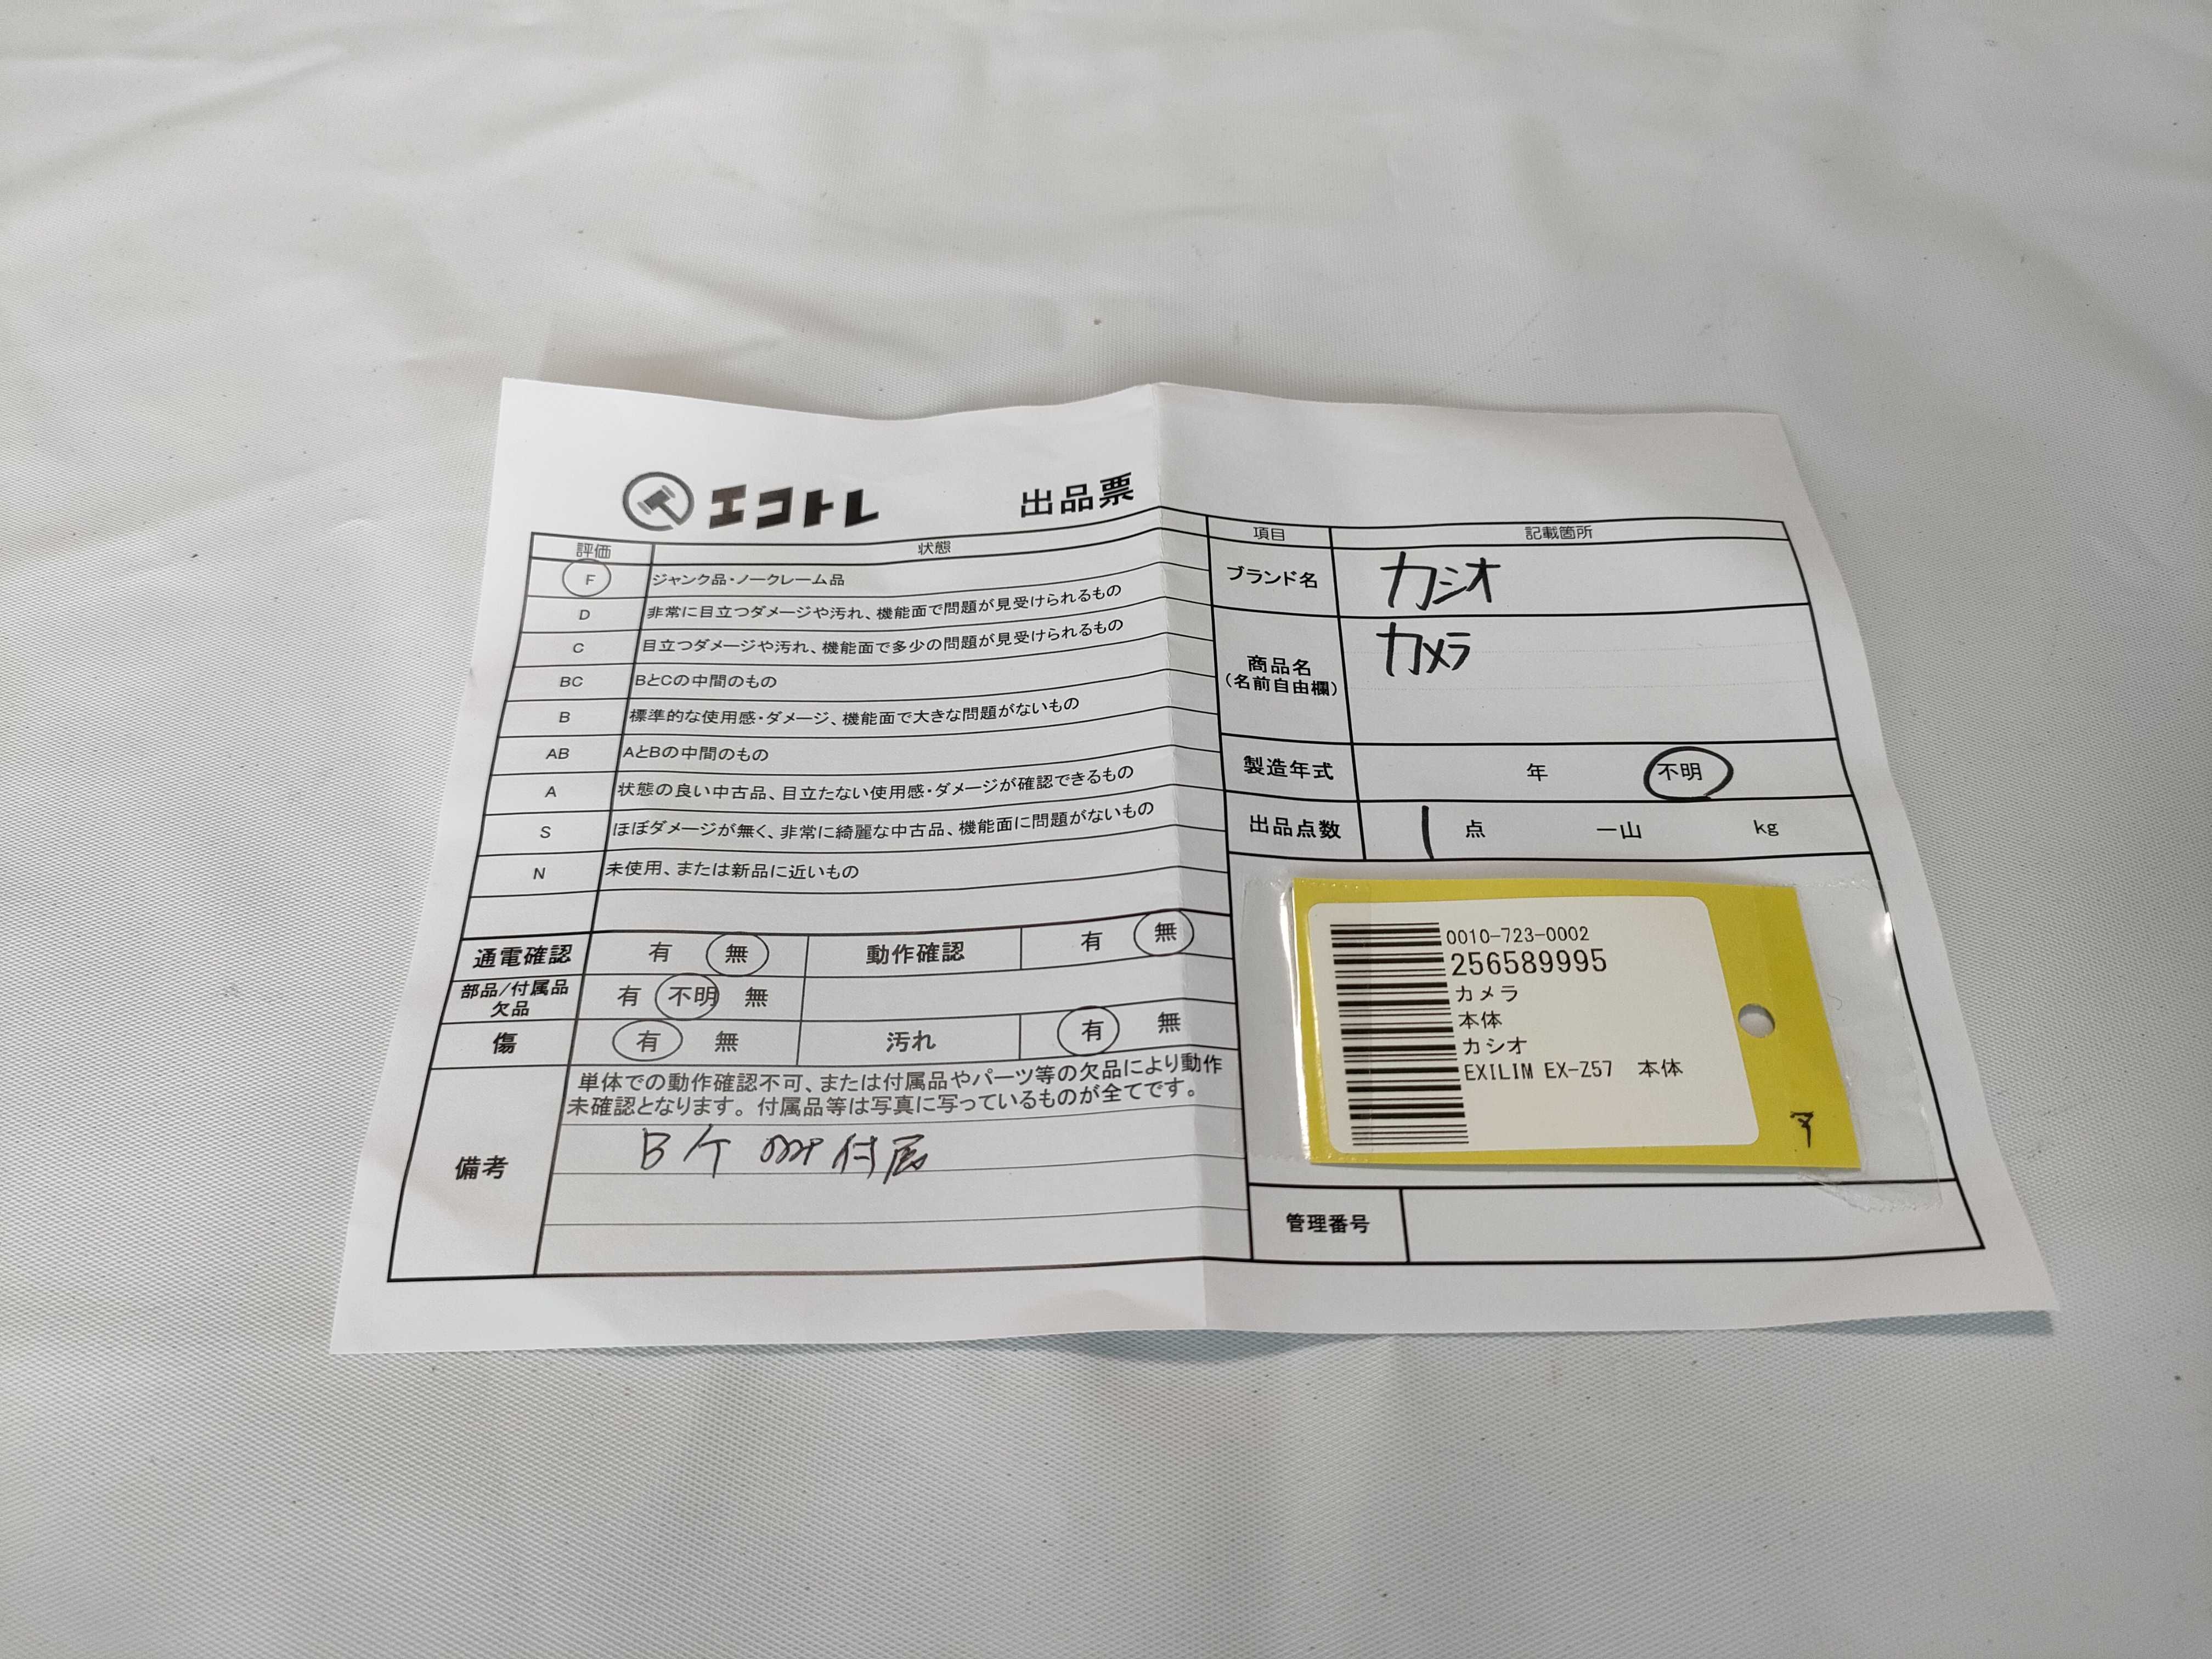 エコトレ 出品票
評価 状態
F ジャンク品・ノークレーム品
D 非常に目立つダメージや汚れ、機能面で問題が見受けられるもの
C 目立つダメージや汚れ、機能面で多少の問題が見受けられるもの
BC BとCの中間のもの
B 標準的な使用感・ダメージ、機能面で大きな問題がないもの
AB AとBの中間のもの
A 状態の良い中古品、目立たない使用感・ダメージが確認できるもの
S ほぼダメージが無く、非常に綺麗な中古品、機能面に問題がないもの
N 未使用、または新品に近いもの
通電確認 有 無 動作確認 有 無
部品/付属品
欠品 有 不明 無
傷 有 無 汚れ 有 無
備考
単体での動作確認不可、または付属品やパーツ等の欠品により動作
未確認となります。付属品等は写真に写っているものが全てです。
付属
項目 記載箇所
ブランド名 カシオ
商品名
(名前自由欄) カメラ
製造年式 年 不明
出品点数 1 点 一山 kg
0010-723-0002
256589995
カメラ
本体
カシオ
EXILIM EX-Z57 本体
管理番号